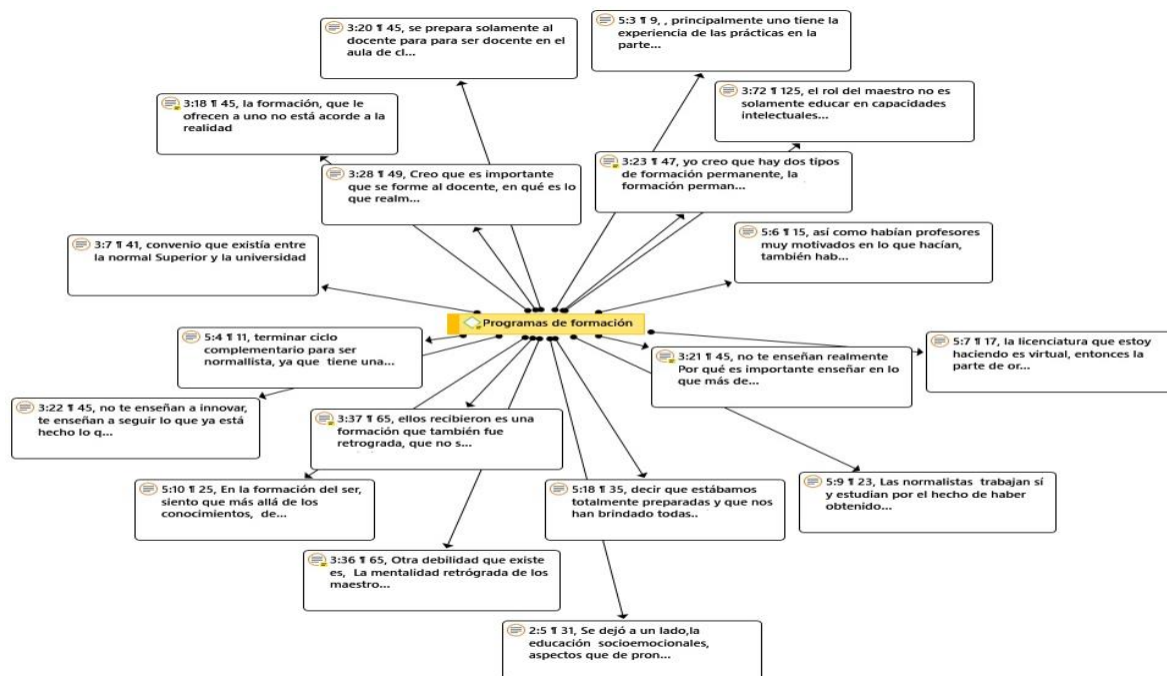 3:20 ¶ 45, se prepara solamente al
docente para para ser docente en el
aula de cl...
5:3 ¶ 9, , principalmente uno tiene la
experiencia de las prácticas en la
parte...
3:18 ¶ 45, la formación, que le
ofrecen a uno no está acorde a la
realidad
3:72 ¶ 125, el rol del maestro no es
solamente educar en capacidades
intelectuales...
3:28 ¶ 49, Creo que es importante
que se forme al docente, en qué es lo
que realm...
3:23 ¶ 47, yo creo que hay dos tipos
de formación permanente, la
formación perman...
3:7 ¶ 41, convenio que existía entre
la normal Superior y la universidad
5:6 ¶ 15, así como habían profesores
muy motivados en lo que hacían,
también hab...
Programas de formación
5:4 ¶ 11, terminar ciclo
complementario para ser
normallista, ya que tiene una...
3:21 ¶ 45, no te enseñan realmente
Por qué es importante enseñar en lo
que más de...
5:7 ¶ 17, la licenciatura que estoy
haciendo es virtual, entonces la
parte de or...
3:22 ¶ 45, no te enseñan a innovar,
te enseñan a seguir lo que ya está
hecho lo q...
3:37 ¶ 65, ellos recibieron es una
formación que también fue
retrograda, que no s...
5:10 ¶ 25, En la formación del ser,
siento que más allá de los
conocimientos, de...
5:18 ¶ 35, decir que estábamos
totalmente preparadas y que nos
han brindado todas..
5:9 ¶ 23, Las normalistas trabajan sí
y estudian por el hecho de haber
obtenido...
3:36 ¶ 65, Otra debilidad que existe
es, La mentalidad retrógrada de los
maestro...
2:5 ¶ 31, Se dejó a un lado,la
educación socioemocionales,
aspectos que de pron...